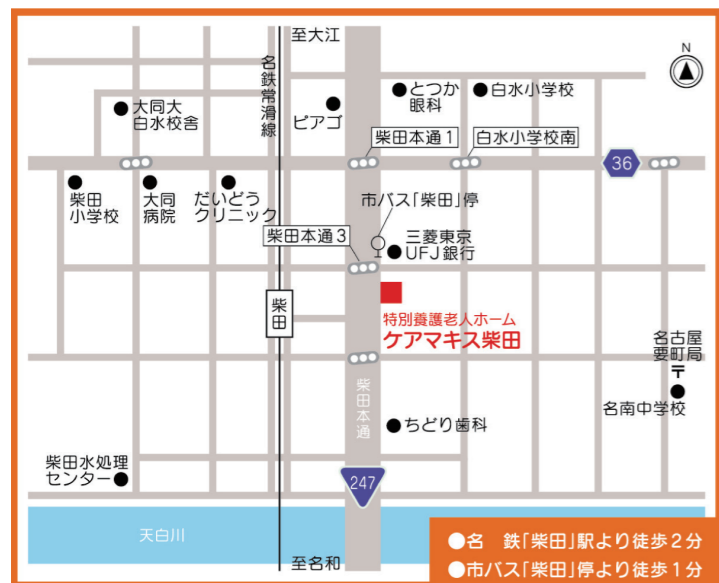 至大江
N
名鉄常滑線
とつか
眼科
白水小学校
大同大
白水校舎
ピアゴ
柴田本通1
白水小学校南
36
柴田
小学校
大同
病院
だいどう
クリニック
市バス「柴田」停
柴田本通3
三菱東京
UFJ銀行
柴田
特別養護老人ホーム
ケアマキス柴田
名古屋
要町局
〒
名南中学校
柴田本通
ちどり歯科
柴田水処理
センター
247
天白川
至名和
●名 鉄「柴田」駅より徒歩2分
●市バス「柴田」停より徒歩1分